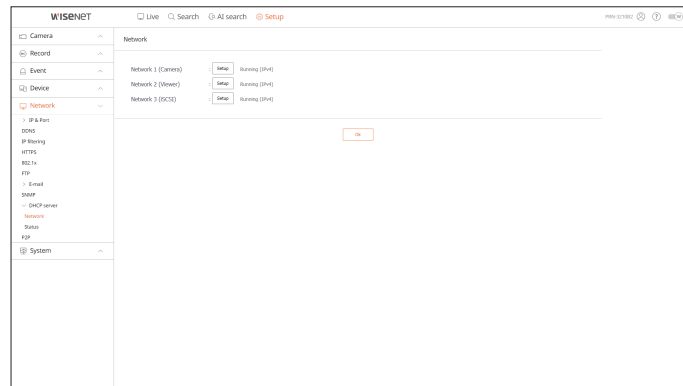 WISENET
Live Search AI search Setup
Camera
Record
Event
Device
Network
> IP & Port
DDNS
IP filtering
HTTPS
802.1x
FTP
> E-mail
SNMP
DHCP server
Network
Status
P2P
System
Network
Network 1 (Camera) : Setup Running (IPv4)
Network 2 (Viewer) : Setup Running (IPv4)
Network 3 (iSCSI) : Setup Running (IPv4)
Ok